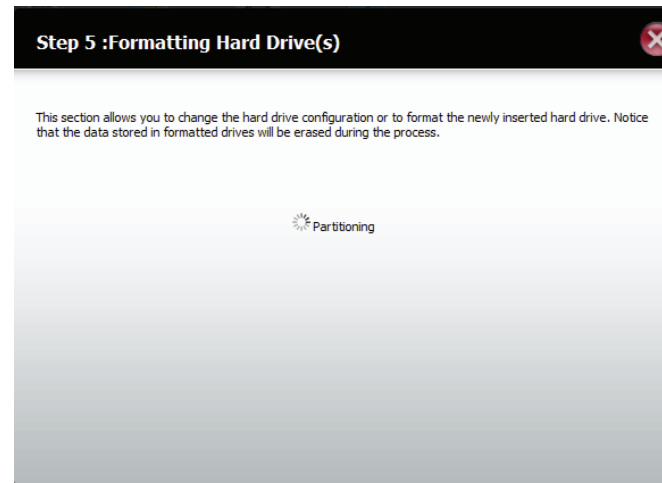 Step 5 :Formatting Hard Drive(s)
This section allows you to change the hard drive configuration or to format the newly inserted hard drive. Notice
that the data stored in formatted drives will be erased during the process.
Partitioning